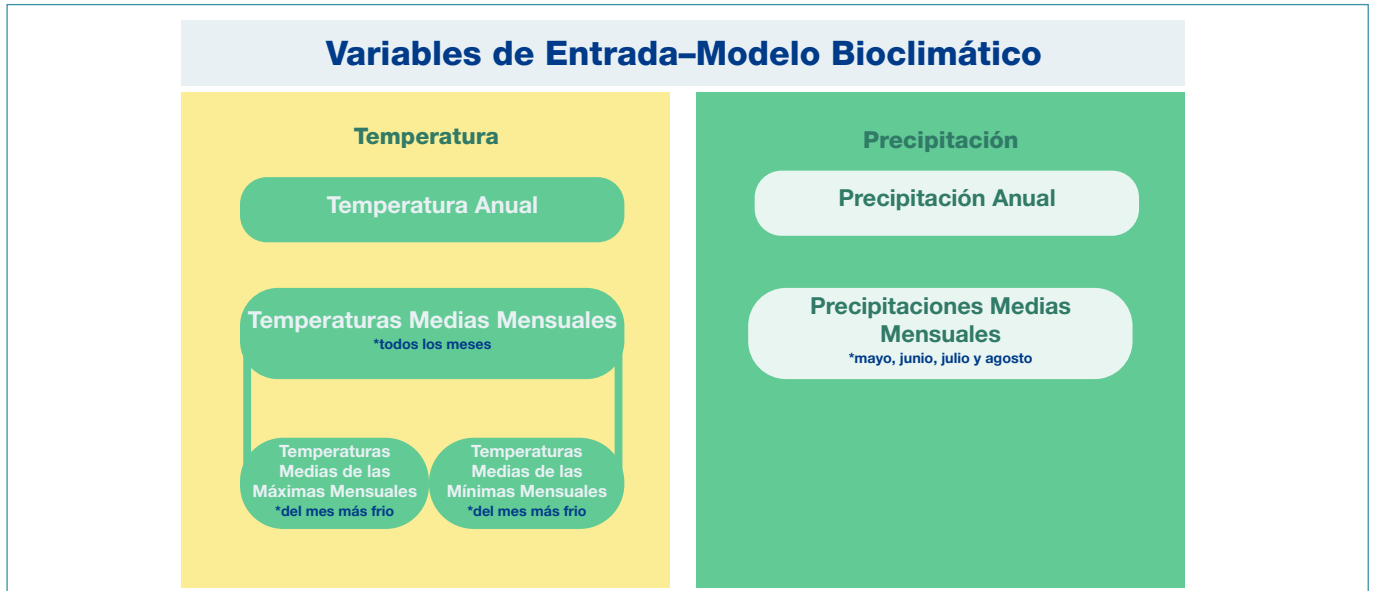 Variables de Entrada–Modelo Bioclimático
Temperatura
Temperatura Anual
Temperaturas Medias Mensuales
*todos los meses
Temperaturas
Medias de las
Máximas Mensuales
*del mes más frio
Temperaturas
Medias de las
Mínimas Mensuales
*del mes más frio
Precipitación
Precipitación Anual
Precipitaciones Medias
Mensuales
*mayo, junio, julio y agosto